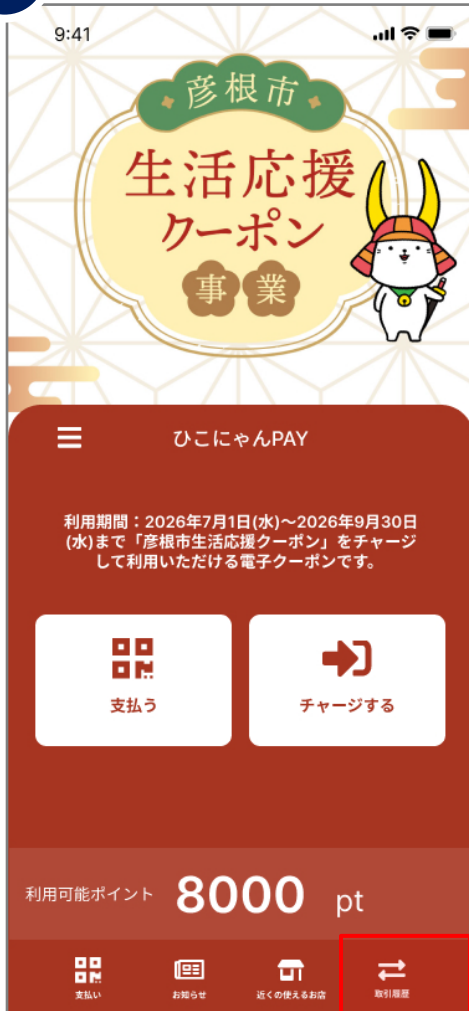 9:41
彦根市
生活応援
クーポン
事業
ひこにゃんPAY
利用期間：2026年7月1日(水)～2026年9月30日
(水)まで「彦根市生活応援クーポン」をチャージ
して利用いただける電子クーポンです。
支払う
チャージする
利用可能ポイント 8000 pt
支払い
お知らせ
近くの使えるお店
取引履歴